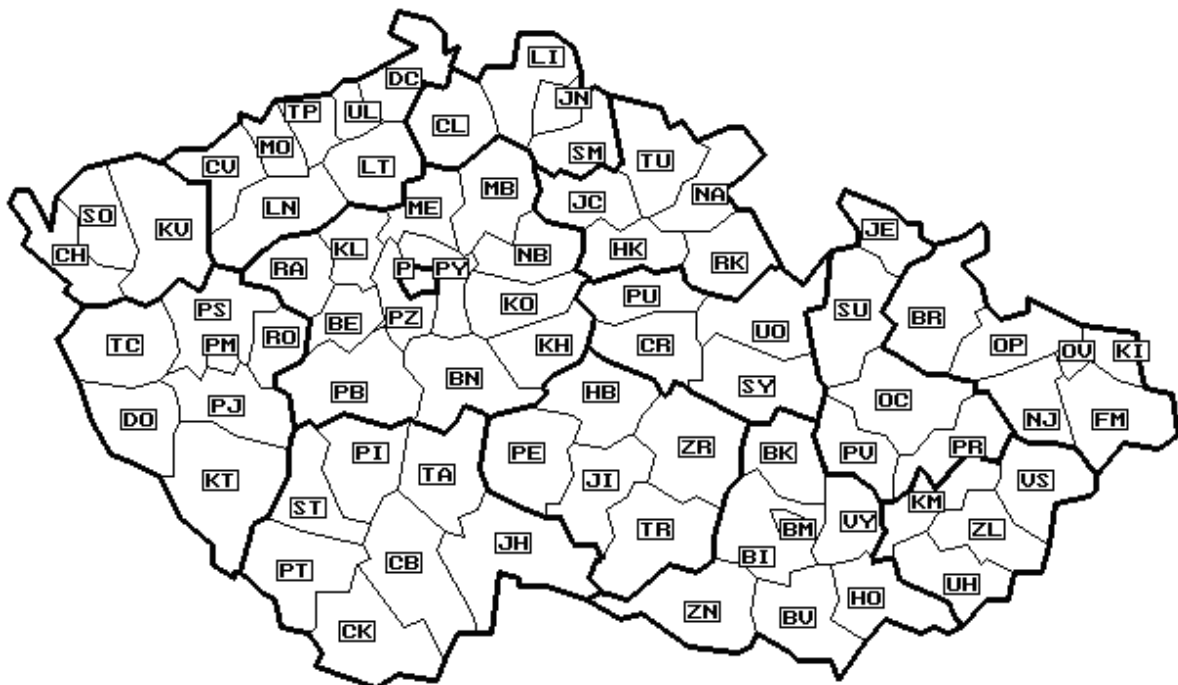 LI
DC
JN
TP
UL
CL
MO
SM
CV
LT
TU
MB
NA
LN
ME
JC
SO
KV
JE
CH
KL
HK
NB
RA
P
PY
RK
PS
PU
SU
KO
BE
PZ
BR
UO
RO
TC
PM
KH
CR
OP
OV
KI
BN
SY
PB
HB
OC
PJ
DO
NJ
FM
PI
PE
ZR
BK
PV
PR
KT
TA
JI
VS
ST
KM
TR
BM
VY
ZL
JH
BI
PT
CB
UH
HO
ZN
BV
CK